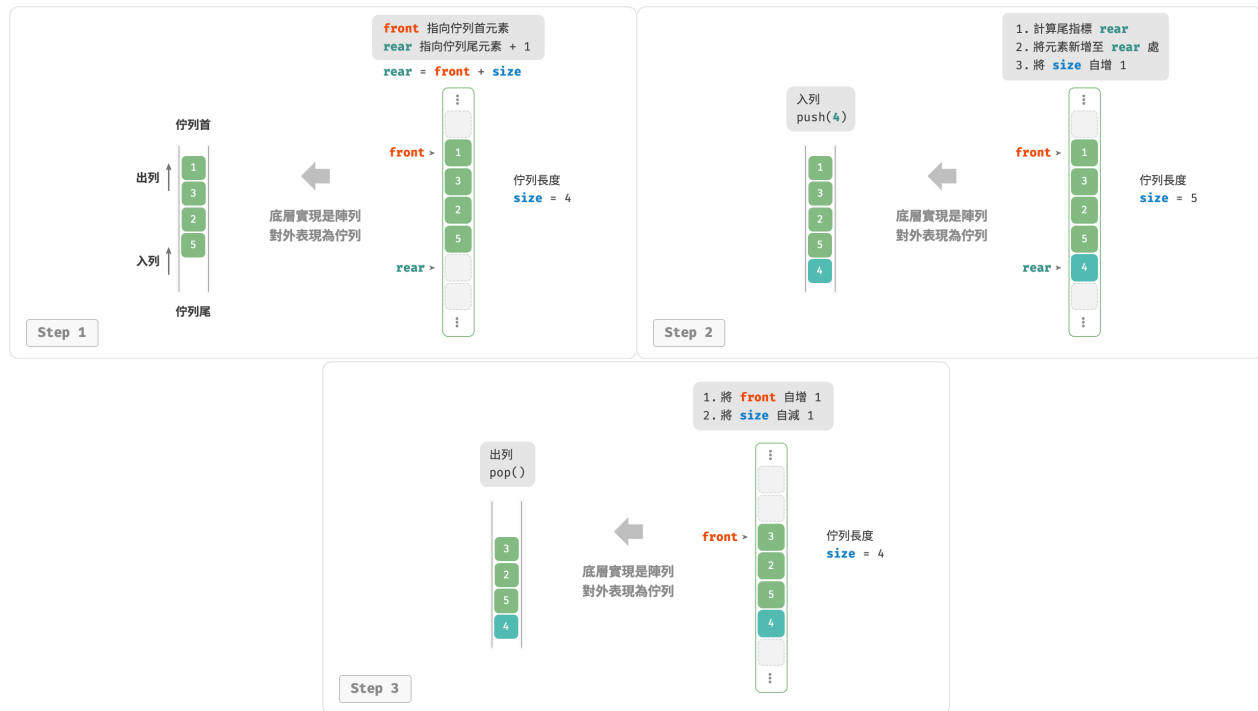 front 指向佇列首元素
rear 指向佇列尾元素 + 1
rear = front + size
佇列首
出列
入列
佇列尾
1
3
2
5
底層實現是陣列
對外表現為佇列
front
rear
1
3
2
5
佇列長度
size = 4
Step 1
1. 計算尾指標 rear
2. 將元素新增至 rear 處
3. 將 size 自增 1
入列
push(4)
1
3
2
5
4
底層實現是陣列
對外表現為佇列
front
rear
1
3
2
5
4
佇列長度
size = 5
Step 2
1. 將 front 自增 1
2. 將 size 自減 1
出列
pop()
3
2
5
4
底層實現是陣列
對外表現為佇列
front
3
2
5
4
佇列長度
size = 4
Step 3